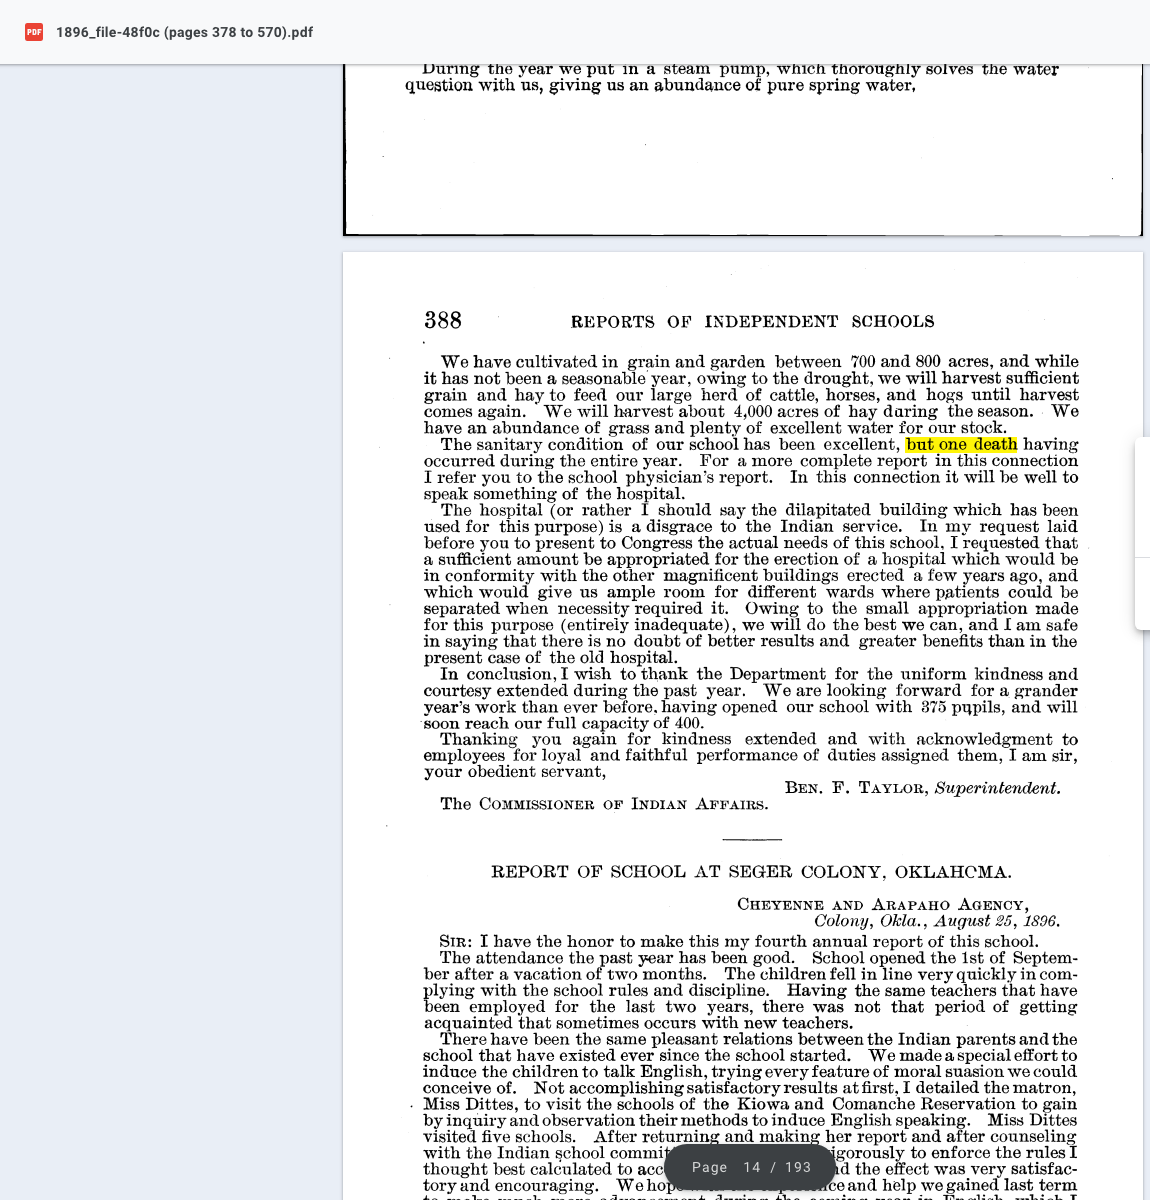 PDF 1896_file-48f0c (pages 378 to 570).pdf
During the year we put in a steam pump, which thoroughly solves the water
question with us, giving us an abundance of pure spring water,
388 REPORTS OF INDEPENDENT SCHOOLS
We have cultivated in grain and garden between 700 and 800 acres, and while
it has not been a seasonable year, owing to the drought, we will harvest sufficient
grain and hay to feed our large herd of cattle, horses, and hogs until harvest
comes again. We will harvest about 4,000 acres of hay during the season. We
have an abundance of grass and plenty of excellent water for our stock.
The sanitary condition of our school has been excellent, but one death having
occurred during the entire year. For a more complete report in this connection
I refer you to the school physician's report. In this connection it will be well to
speak something of the hospital.
The hospital (or rather I should say the dilapitated building which has been
used for this purpose) is a disgrace to the Indian service. In my request laid
before you to present to Congress the actual needs of this school, I requested that
a sufficient amount be appropriated for the erection of a hospital which would be
in conformity with the other magnificent buildings erected a few years ago, and
which would give us ample room for different wards where patients could be
separated when necessity required it. Owing to the small appropriation made
for this purpose (entirely inadequate), we will do the best we can, and I am safe
in saying that there is no doubt of better results and greater benefits than in the
present case of the old hospital.
In conclusion, I wish to thank the Department for the uniform kindness and
courtesy extended during the past year. We are looking forward for a grander
year's work than ever before, having opened our school with 375 pupils, and will
soon reach our full capacity of 400.
Thanking you again for kindness extended and with acknowledgment to
employees for loyal and faithful performance of duties assigned them, I am sir,
your obedient servant,
BEN. F. TAYLOR, Superintendent.
The COMMISSIONER OF INDIAN AFFAIRS.
REPORT OF SCHOOL AT SEGER COLONY, OKLAHOMA.
CHEYENNE AND ARAPAHO AGENCY,
Colony, Okla., August 25, 1896.
SIR: I have the honor to make this my fourth annual report of this school.
The attendance the past year has been good. School opened the 1st of Septem-
ber after a vacation of two months. The children fell in line very quickly in com-
plying with the school rules and discipline. Having the same teachers that have
been employed for the last two years, there was not that period of getting
acquainted that sometimes occurs with new teachers.
There have been the same pleasant relations between the Indian parents and the
school that have existed ever since the school started. We made a special effort to
induce the children to talk English, trying every feature of moral suasion we could
conceive of. Not accomplishing satisfactory results at first, I detailed the matron,
Miss Dittes, to visit the schools of the Kiowa and Comanche Reservation to gain
by inquiry and observation their methods to induce English speaking. Miss Dittes
visited five schools. After returning and making her report and after counseling
with the Indian school commit igorously to enforce the rules I
thought best calculated to acc d the effect was very satisfac-
tory and encouraging. We hop ce and help we gained last term
Page 14 / 193